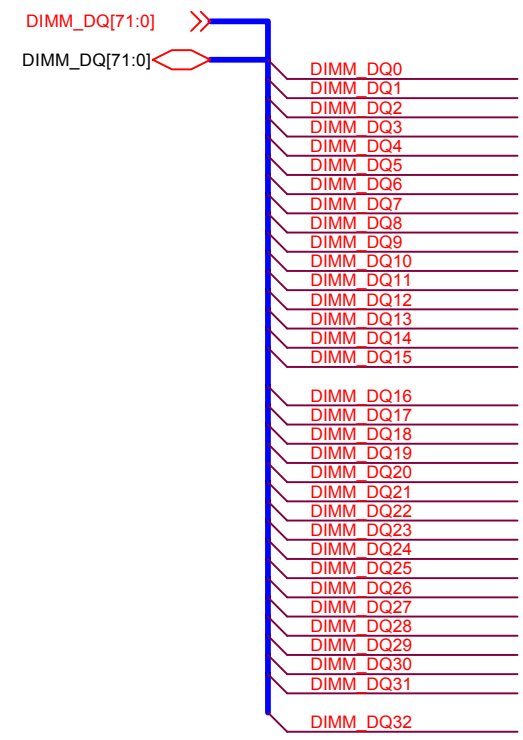 DIMM_DQ[71:0]
DIMM_DQ[71:0]
DIMM_DQ0
DIMM_DQ1
DIMM_DQ2
DIMM_DQ3
DIMM_DQ4
DIMM_DQ5
DIMM_DQ6
DIMM_DQ7
DIMM_DQ8
DIMM_DQ9
DIMM_DQ10
DIMM_DQ11
DIMM_DQ12
DIMM_DQ13
DIMM_DQ14
DIMM_DQ15
DIMM_DQ16
DIMM_DQ17
DIMM_DQ18
DIMM_DQ19
DIMM_DQ20
DIMM_DQ21
DIMM_DQ22
DIMM_DQ23
DIMM_DQ24
DIMM_DQ25
DIMM_DQ26
DIMM_DQ27
DIMM_DQ28
DIMM_DQ29
DIMM_DQ30
DIMM_DQ31
DIMM_DQ32